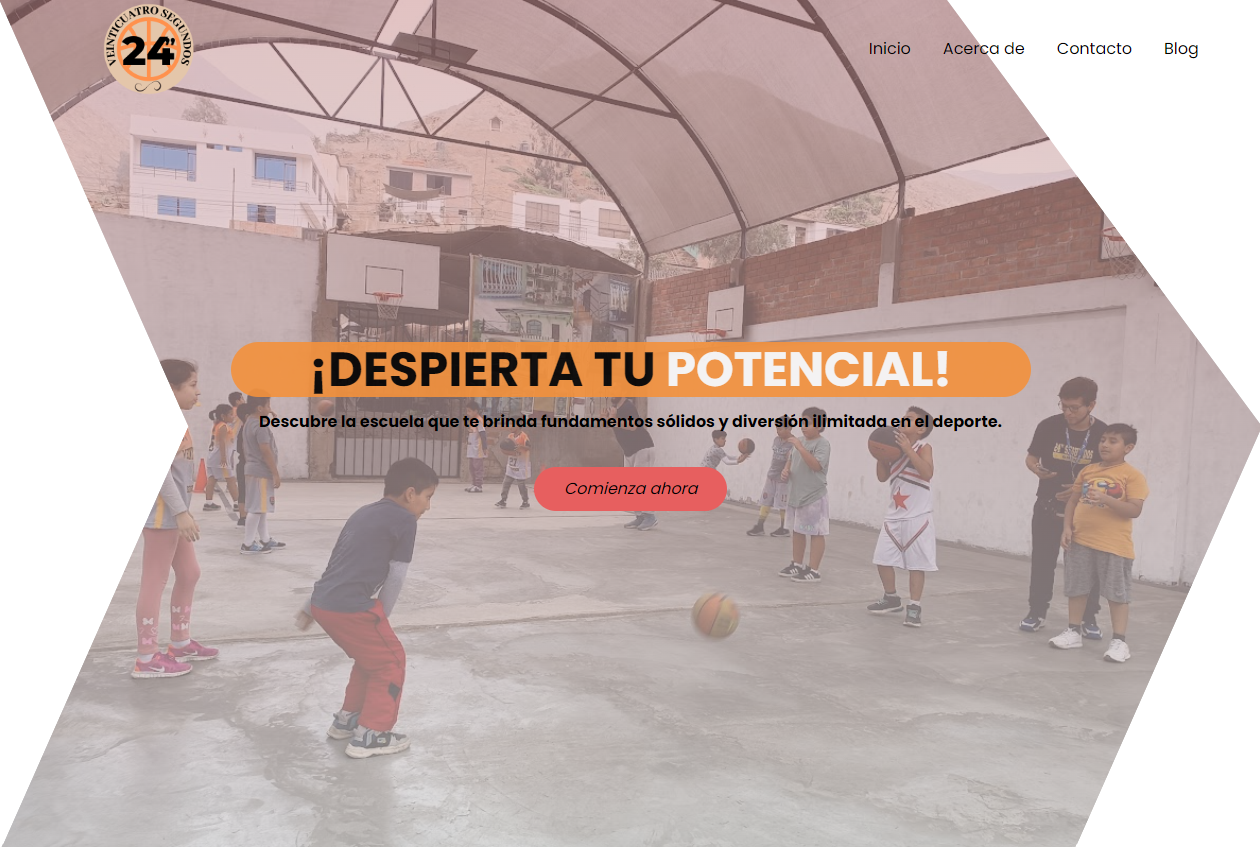 VEINTICUATRO SEGUNDOS
24"
Inicio Acerca de Contacto Blog
¡DESPIERTA TU POTENCIAL!
Descubre la escuela que te brinda fundamentos sólidos y diversión ilimitada en el deporte.
Comienza ahora